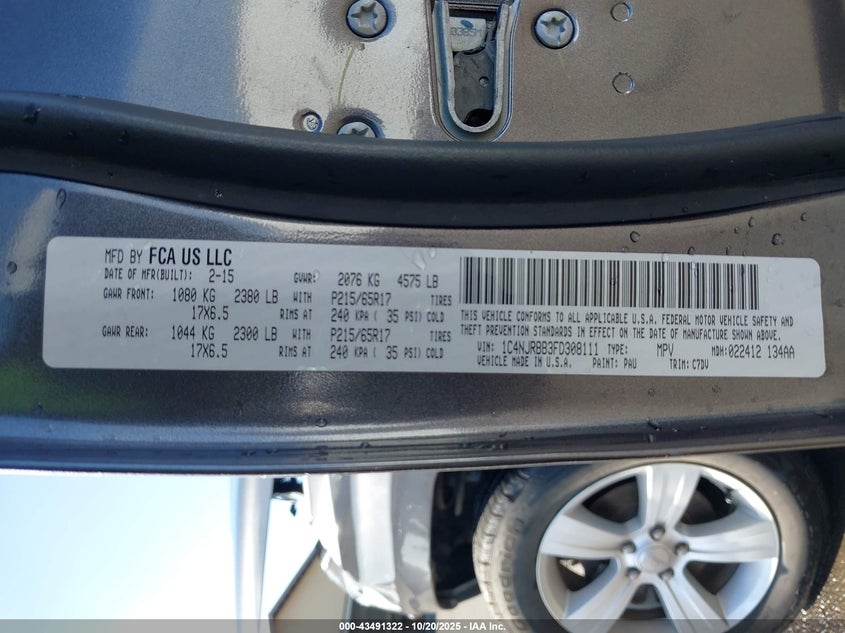 MFD BY FCA US LLC
DATE OF MFR(BUILT): 2-15 GVWR: 2076 KG 4575 LB
GAWR FRONT: 1080 KG 2380 LB WITH P215/65R17 TIRES
17X6.5 RIMS AT 240 KPA ( 35 PSI) COLD
GAWR REAR: 1044 KG 2300 LB WITH P215/65R17 TIRES
17X6.5 RIMS AT 240 KPA ( 35 PSI) COLD
THIS VEHICLE CONFORMS TO ALL APPLICABLE U.S.A. FEDERAL MOTOR VEHICLE SAFETY AND
THEFT PREVENTION STANDARDS IN EFFECT ON THE DATE OF MANUFACTURE SHOWN ABOVE.
VIN: 1C4NJRBB3FD308111 TYPE: MPV MDH:022412 134AA
VEHICLE MADE IN U.S.A. PAINT: PAU TRIM: C7DV
000-43491322 - 10/20/2025 - IAA Inc.